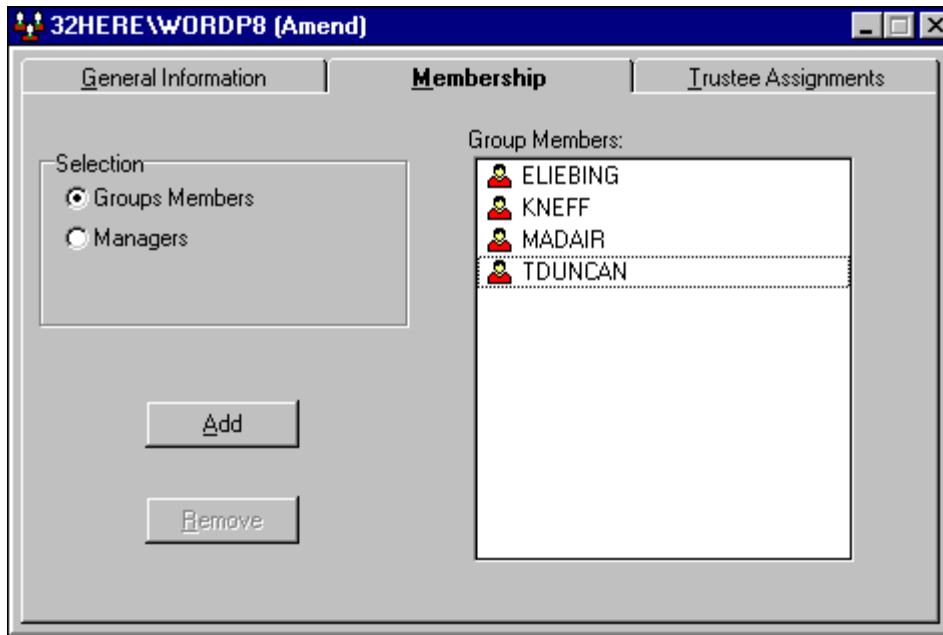 32HERE\WORDP8 (Amend)
General Information
Membership
Trustee Assignments
Selection
Groups Members
Managers
Add
Remove
Group Members:
ELIEBING
KNEFF
MADAIR
TDUNCAN